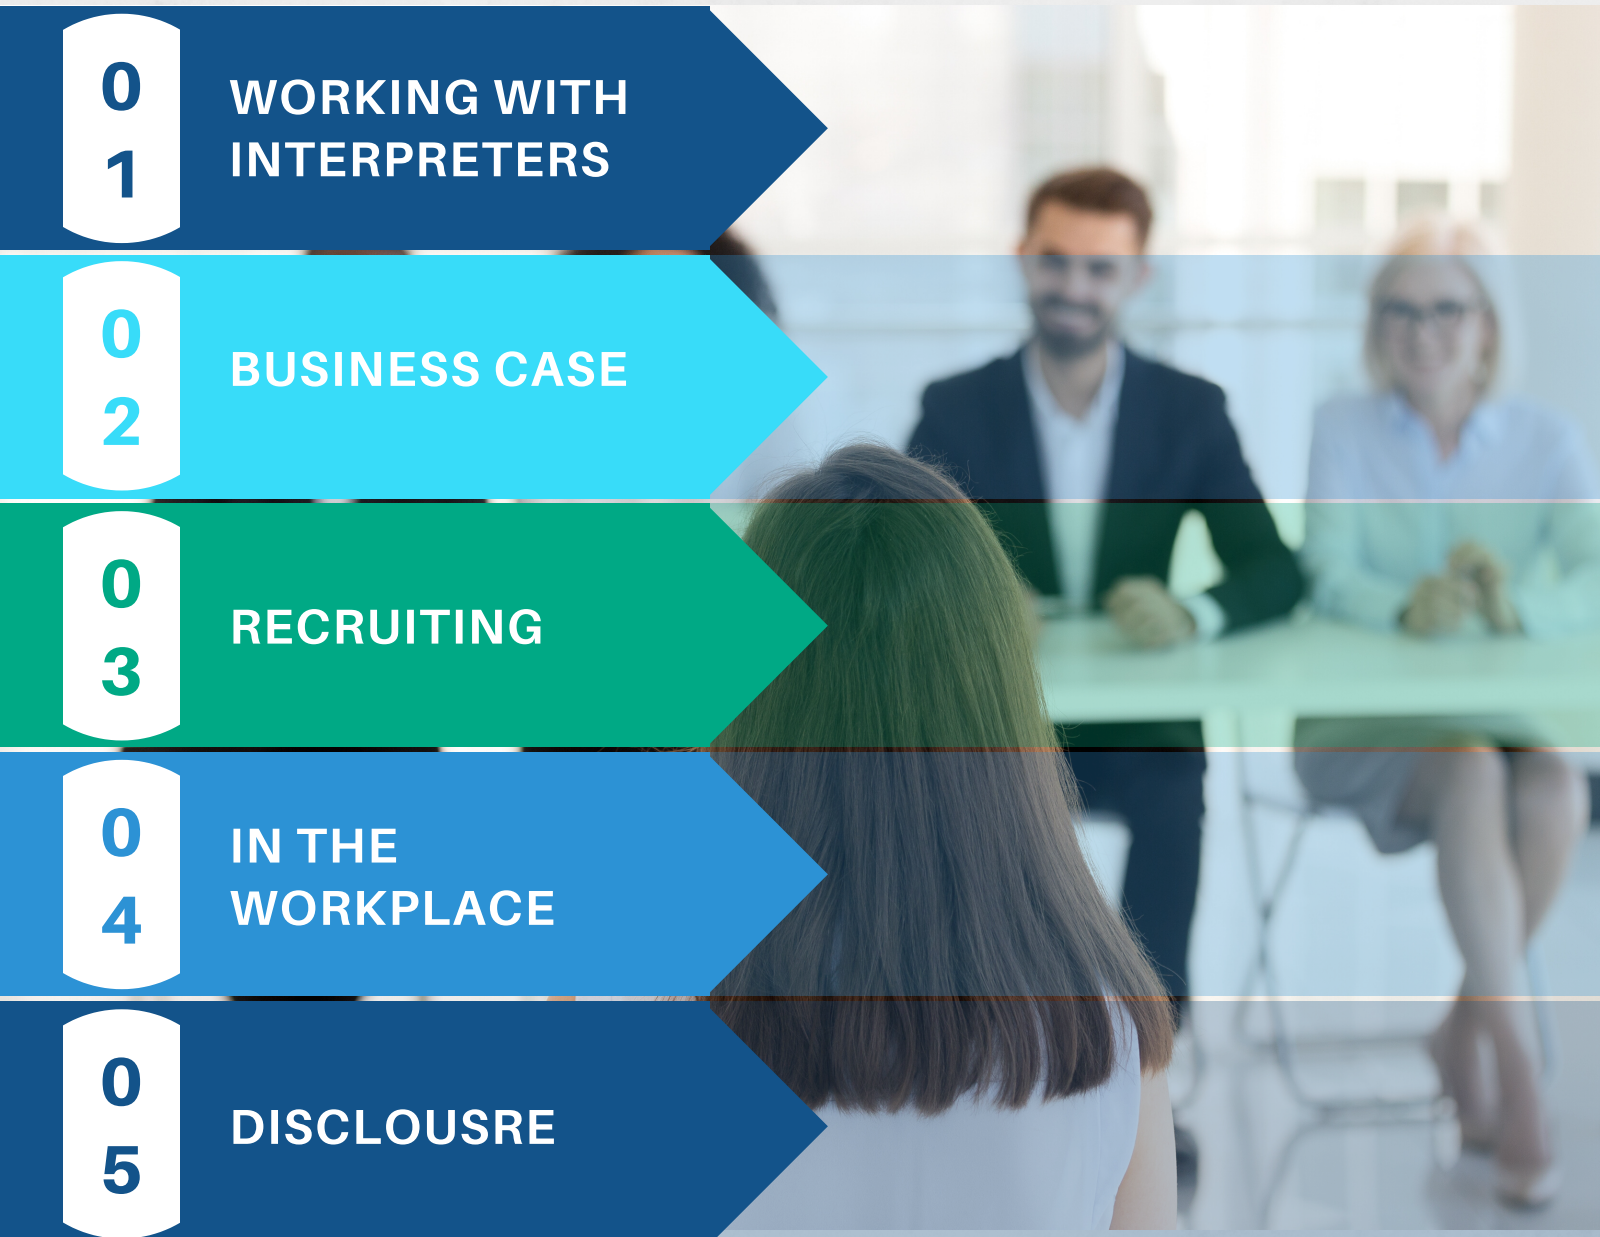 0
1
WORKING WITH
INTERPRETERS
0
2
BUSINESS CASE
0
3
RECRUITING
0
4
IN THE
WORKPLACE
0
5
DISCLOUSRE